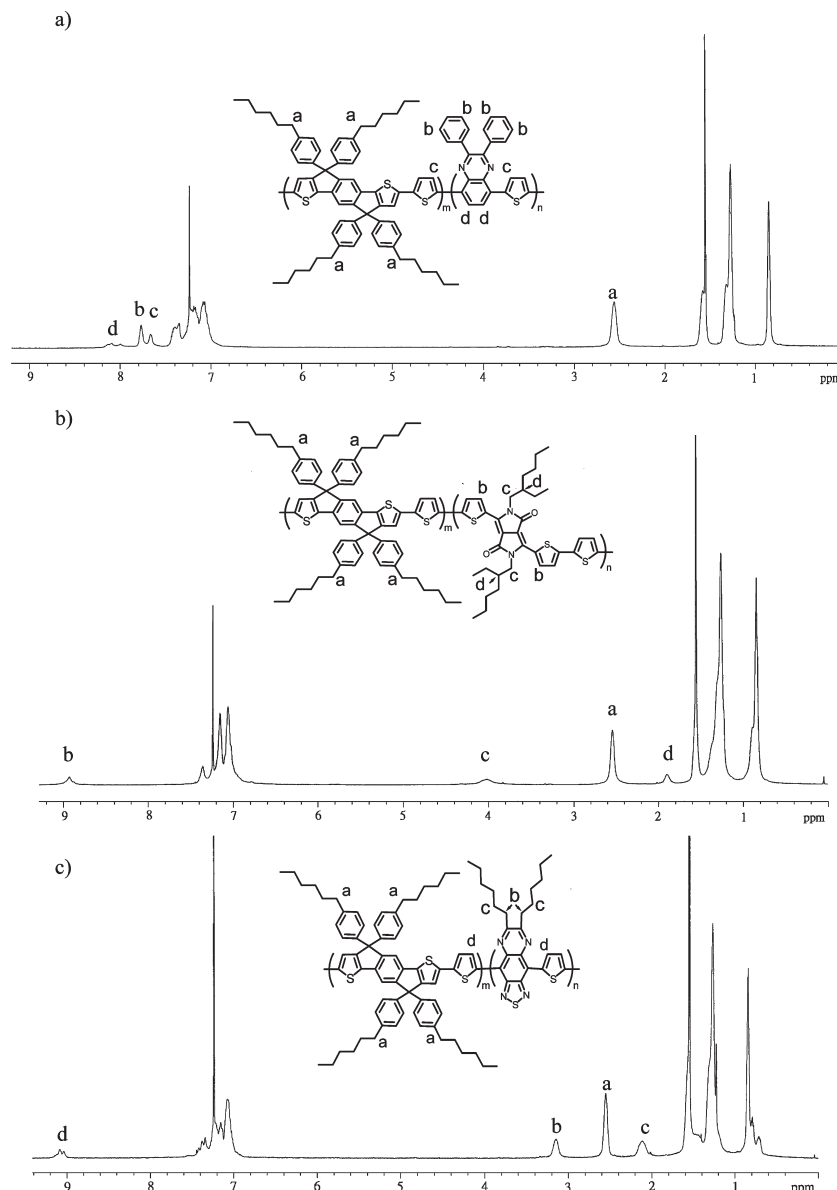 a)
a a b b
b b
S S c N N c S
S m n
d d
a a
d b c a
9 8 7 6 5 4 3 2 1 ppm
b)
a a
b c d
S S S N O
S m
O N S
S n
a a d c b
b c a d
9 8 7 6 5 4 3 2 1 ppm
c)
a a c b c
d N N d
S S S m S n
N N
S
a a
d b a c
9 8 7 6 5 4 3 2 1 ppm